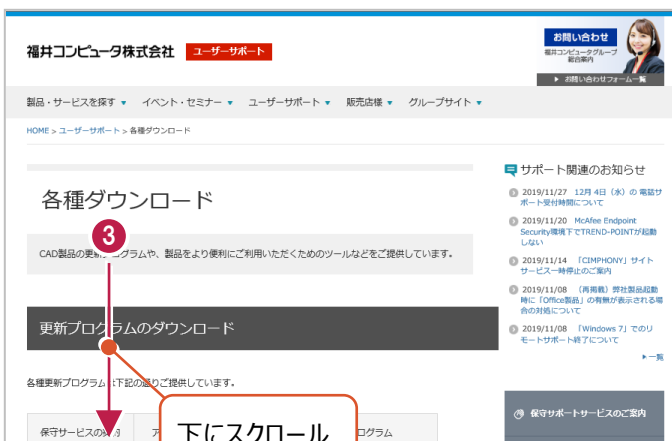 福井コンピュータ株式会社 ユーザーサポート
お問い合わせ
福井コンピュータグループ
総合案内
お問い合わせフォーム一覧
製品・サービスを探す イベント・セミナー ユーザーサポート 販売店様 グループサイト
HOME > ユーザーサポート > 各種ダウンロード
各種ダウンロード
3
CAD製品の更新プログラムや、製品をより便利にご利用いただくためのツールなどをご提供しています。
更新プログラムのダウンロード
各種更新プログラムは下記の通りご提供しています。
保守サービスの
プログラム
下にスクロール
サポート関連のお知らせ
2019/11/27 12月 4日（水）の 電話サ
ポート受付時間について
2019/11/20 McAfee Endpoint
Security環境下でTREND-POINTが起動
しない
2019/11/14 「CIMPHONY」サイト
サービス一時停止のご案内
2019/11/08 （再掲載）弊社製品起動
時に「Office製品」の有無が表示される場
合の対処について
2019/11/08 「Windows 7」でのリ
モートサポート終了について
一覧
保守サポートサービスのご案内